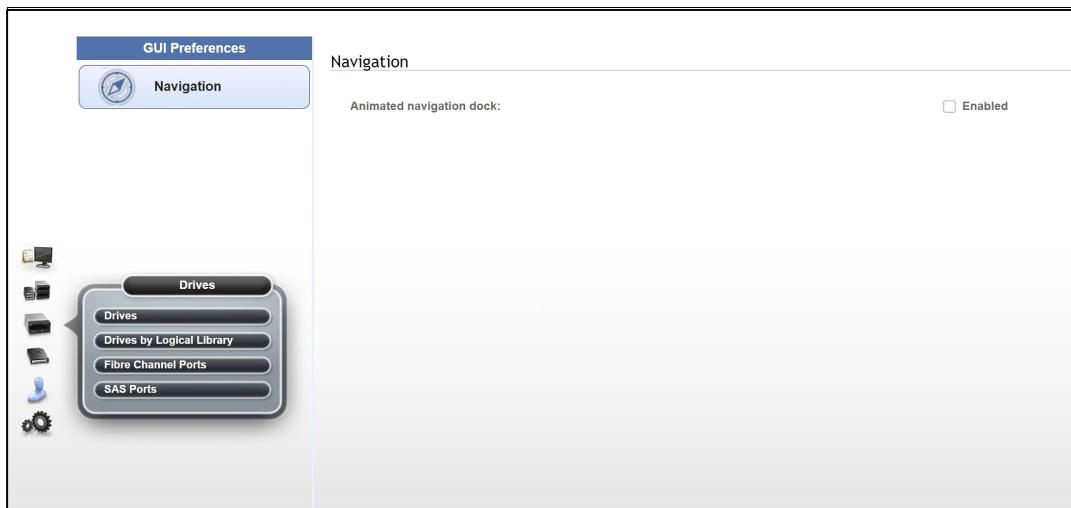 GUI Preferences
Navigation
Navigation
Animated navigation dock:
Enabled
Drives
Drives
Drives by Logical Library
Fibre Channel Ports
SAS Ports